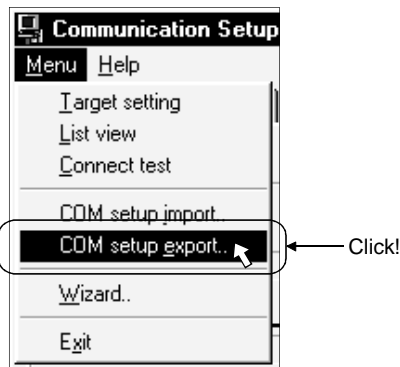 Communication Setup
Menu Help
Target setting
List view
Connect test
COM setup import..
COM setup export..
Click!
Wizard..
Exit